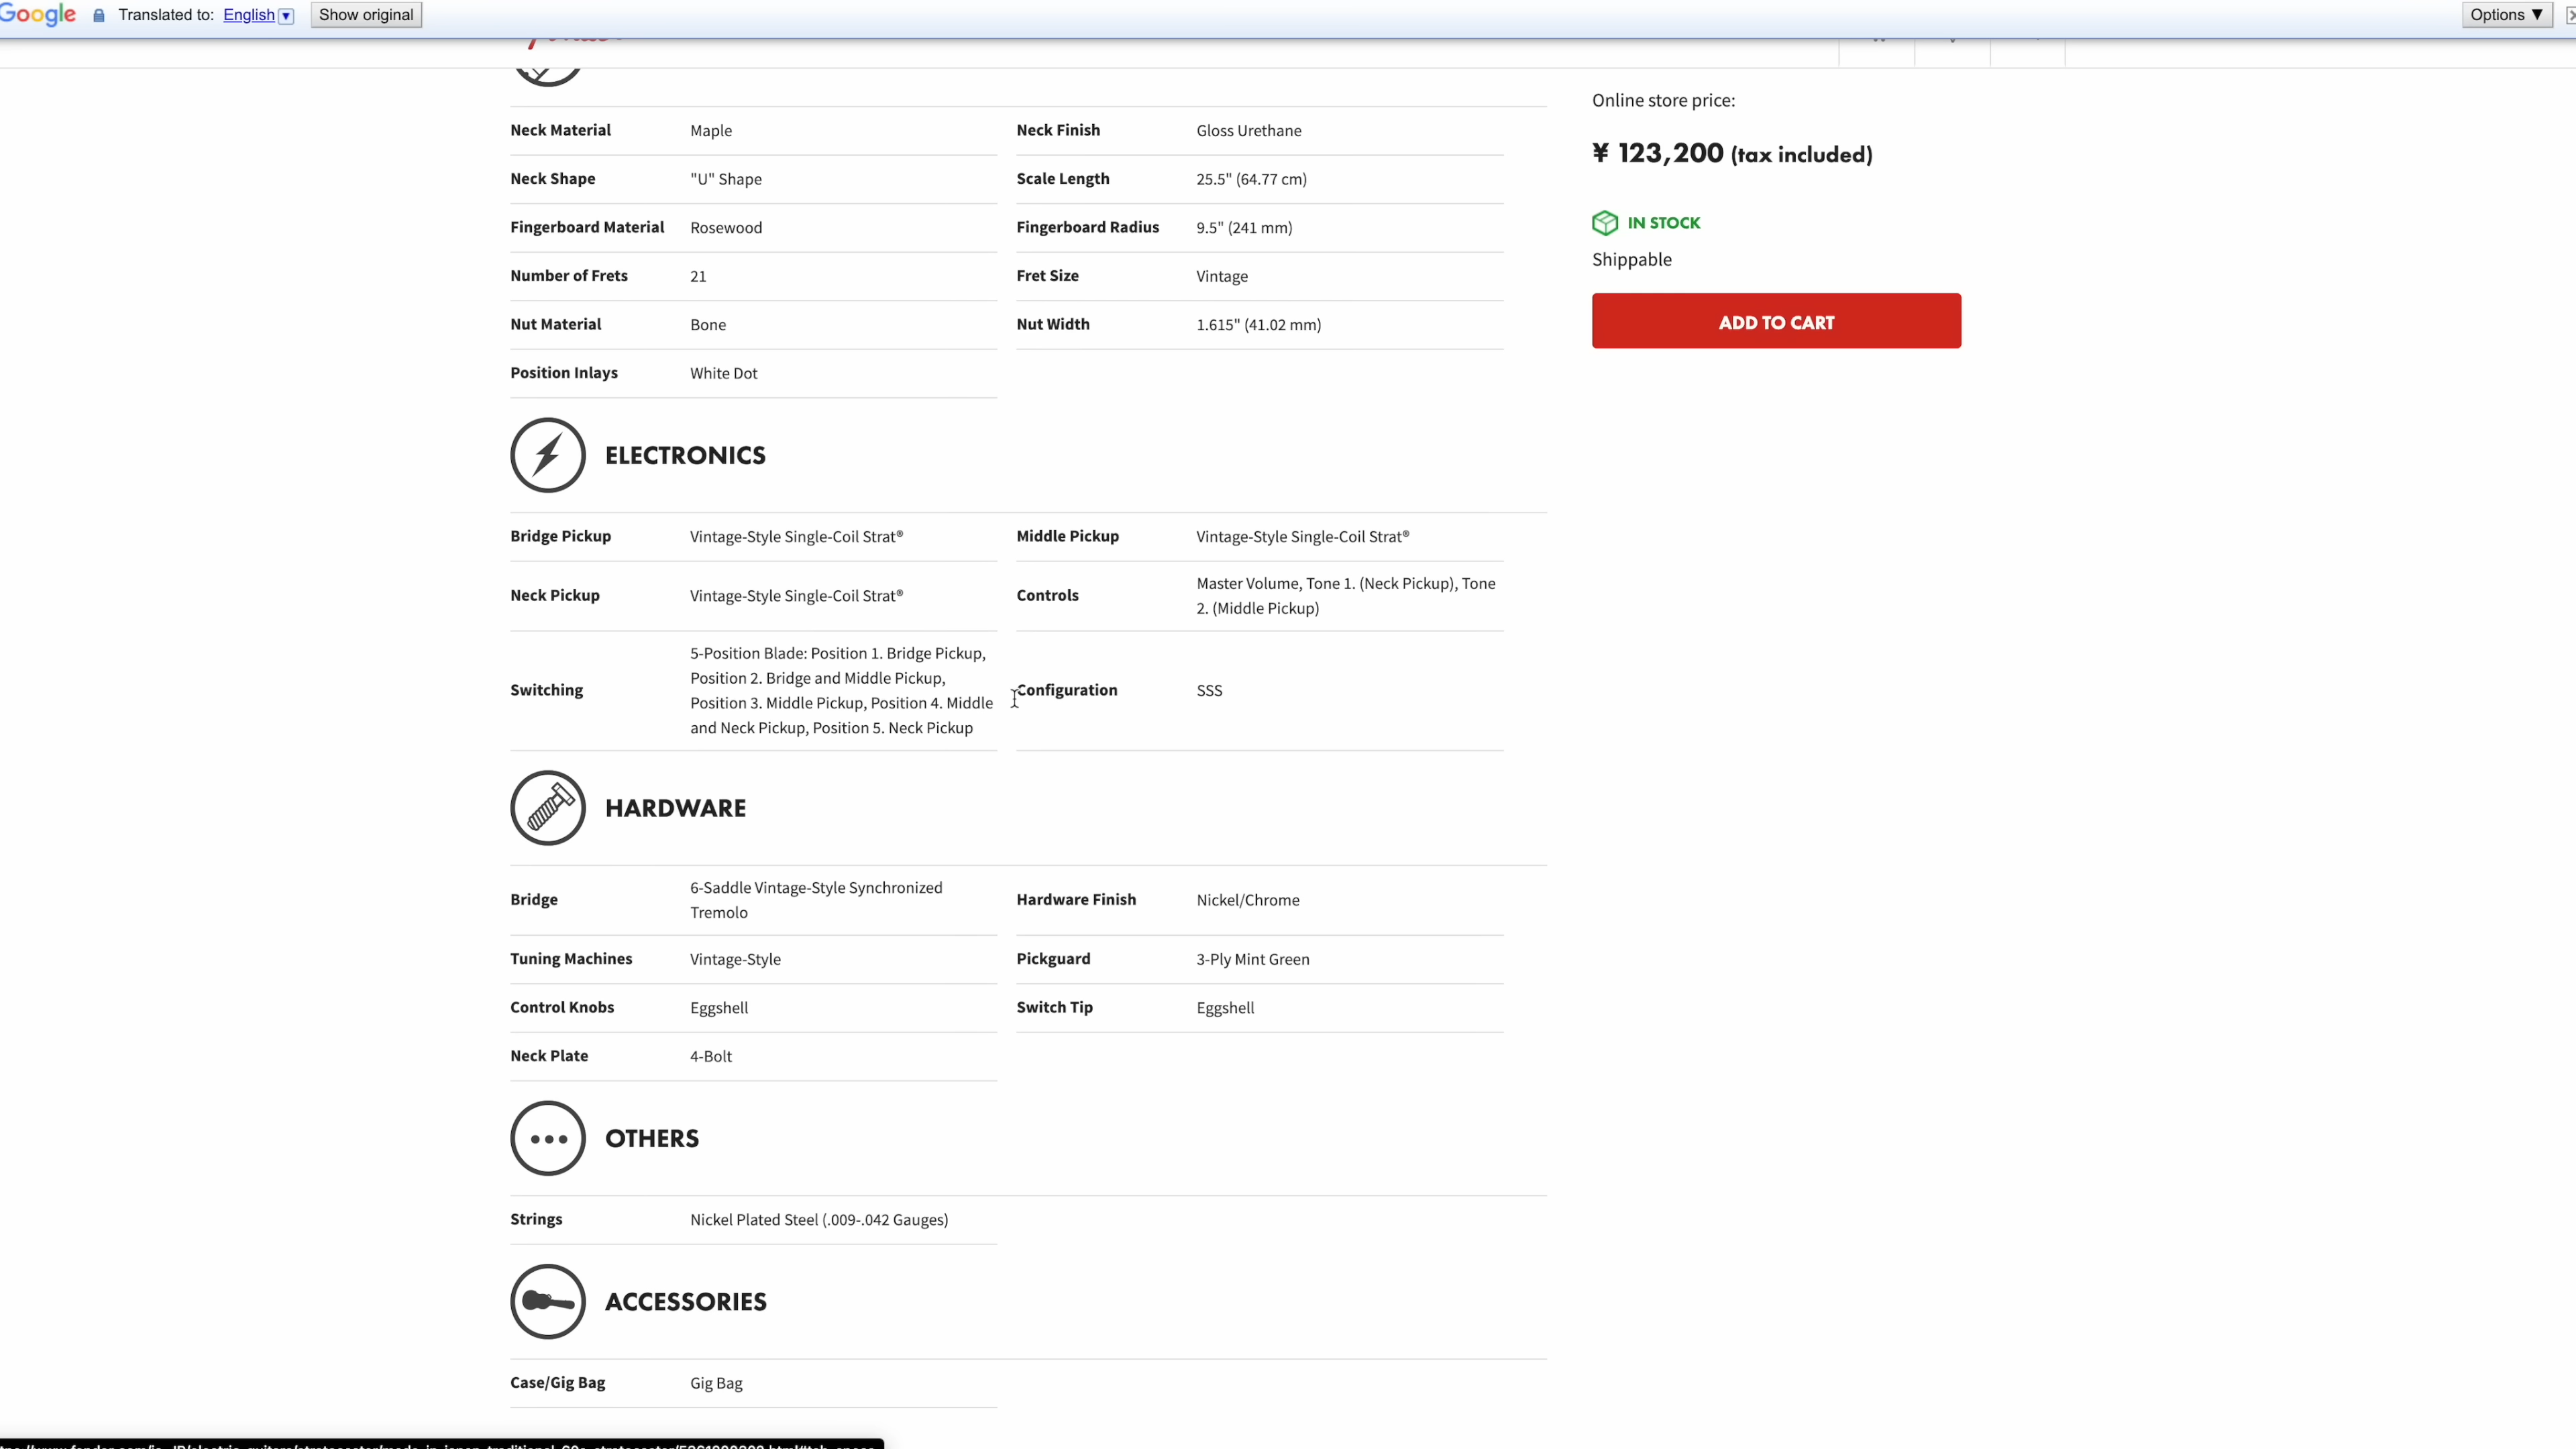 Google Translated to: English ▼ Show original Options ▼
Online store price:
¥ 123,200 (tax included)
IN STOCK
Shippable
ADD TO CART
Neck Material Maple Neck Finish Gloss Urethane
Neck Shape "U" Shape Scale Length 25.5" (64.77 cm)
Fingerboard Material Rosewood Fingerboard Radius 9.5" (241 mm)
Number of Frets 21 Fret Size Vintage
Nut Material Bone Nut Width 1.615" (41.02 mm)
Position Inlays White Dot
ELECTRONICS
Bridge Pickup Vintage-Style Single-Coil Strat® Middle Pickup Vintage-Style Single-Coil Strat®
Neck Pickup Vintage-Style Single-Coil Strat®
Controls Master Volume, Tone 1. (Neck Pickup), Tone
2. (Middle Pickup)
Switching
5-Position Blade: Position 1. Bridge Pickup,
Position 2. Bridge and Middle Pickup,
Position 3. Middle Pickup, Position 4. Middle
and Neck Pickup, Position 5. Neck Pickup
Configuration SSS
HARDWARE
Bridge 6-Saddle Vintage-Style Synchronized
Tremolo
Hardware Finish Nickel/Chrome
Tuning Machines Vintage-Style Pickguard 3-Ply Mint Green
Control Knobs Eggshell Switch Tip Eggshell
Neck Plate 4-Bolt
OTHERS
Strings Nickel Plated Steel (.009-.042 Gauges)
ACCESSORIES
Case/Gig Bag Gig Bag